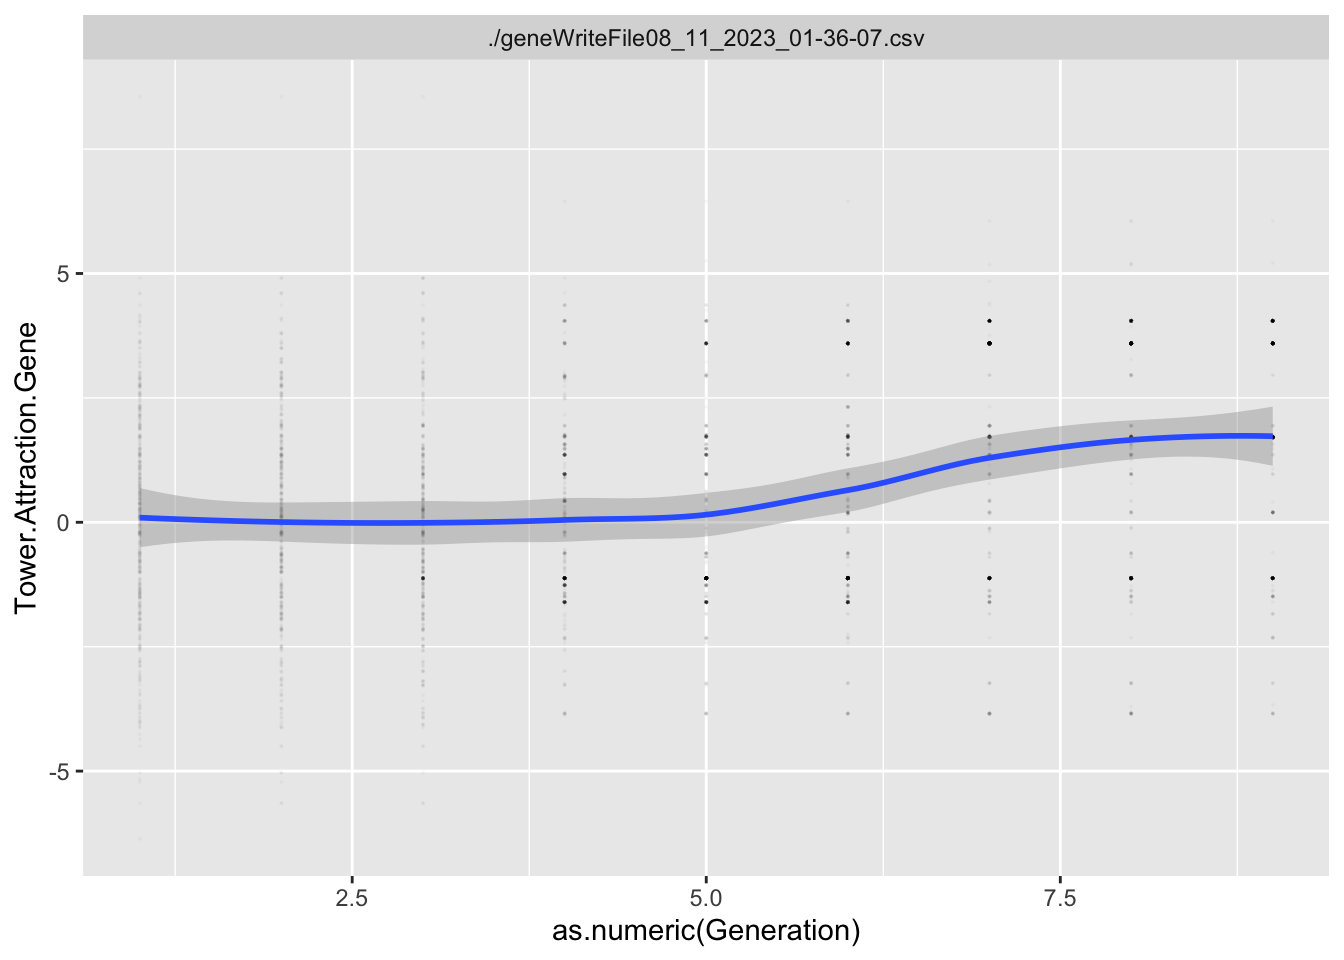 ./geneWriteFile08_11_2023_01-36-07.csv
Tower.Attraction.Gene
5
0
-5
2.5
5.0
7.5
as.numeric(Generation)